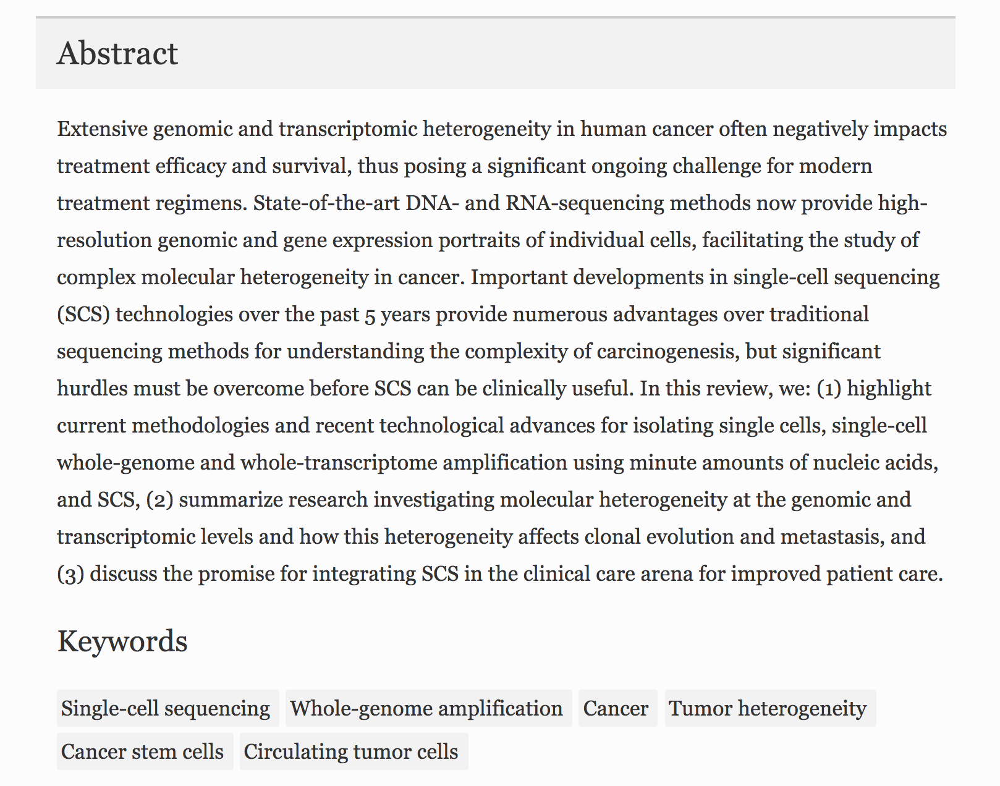 Abstract
Extensive genomic and transcriptomic heterogeneity in human cancer often negatively impacts
treatment efficacy and survival, thus posing a significant ongoing challenge for modern
treatment regimens. State-of-the-art DNA- and RNA-sequencing methods now provide high-
resolution genomic and gene expression portraits of individual cells, facilitating the study of
complex molecular heterogeneity in cancer. Important developments in single-cell sequencing
(SCS) technologies over the past 5 years provide numerous advantages over traditional
sequencing methods for understanding the complexity of carcinogenesis, but significant
hurdles must be overcome before SCS can be clinically useful. In this review, we: (1) highlight
current methodologies and recent technological advances for isolating single cells, single-cell
whole-genome and whole-transcriptome amplification using minute amounts of nucleic acids,
and SCS, (2) summarize research investigating molecular heterogeneity at the genomic and
transcriptomic levels and how this heterogeneity affects clonal evolution and metastasis, and
(3) discuss the promise for integrating SCS in the clinical care arena for improved patient care.
Keywords
Single-cell sequencing Whole-genome amplification Cancer Tumor heterogeneity
Cancer stem cells Circulating tumor cells